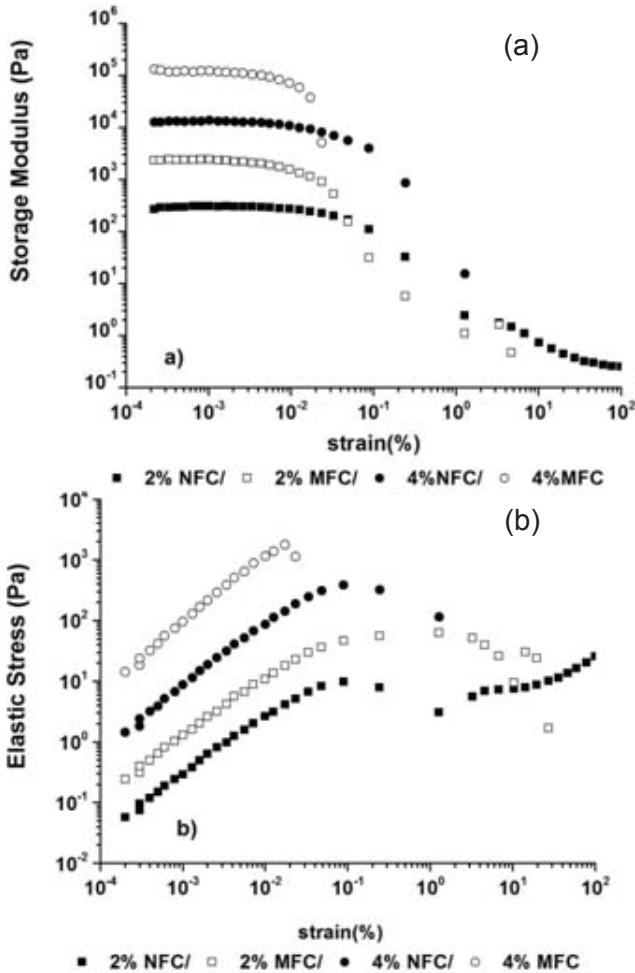 (a)
Storage Modulus (Pa)
10^6
10^5
10^4
10^3
10^2
10^1
10^0
10^-1
a)
10^-4 10^-3 10^-2 10^-1 10^0 10^1 10^2
strain(%)
■ 2% NFC/ □ 2% MFC/ ● 4%NFC/ ○ 4%MFC
(b)
Elastic Stress (Pa)
10^4
10^3
10^2
10^1
10^0
10^-1
10^-2
b)
10^-4 10^-3 10^-2 10^-1 10^0 10^1 10^2
strain(%)
■ 2% NFC/ □ 2% MFC/ ● 4% NFC/ ○ 4% MFC